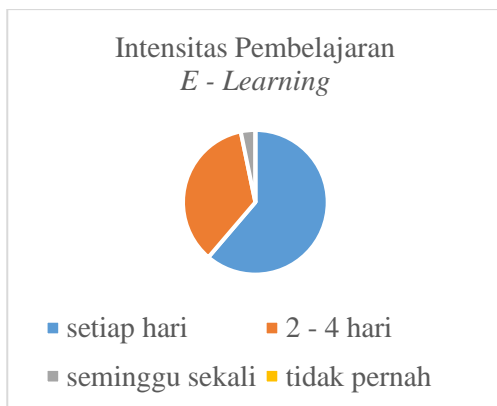 Intensitas Pembelajaran
E - Learning
setiap hari
2 - 4 hari
seminggu sekali
tidak pernah